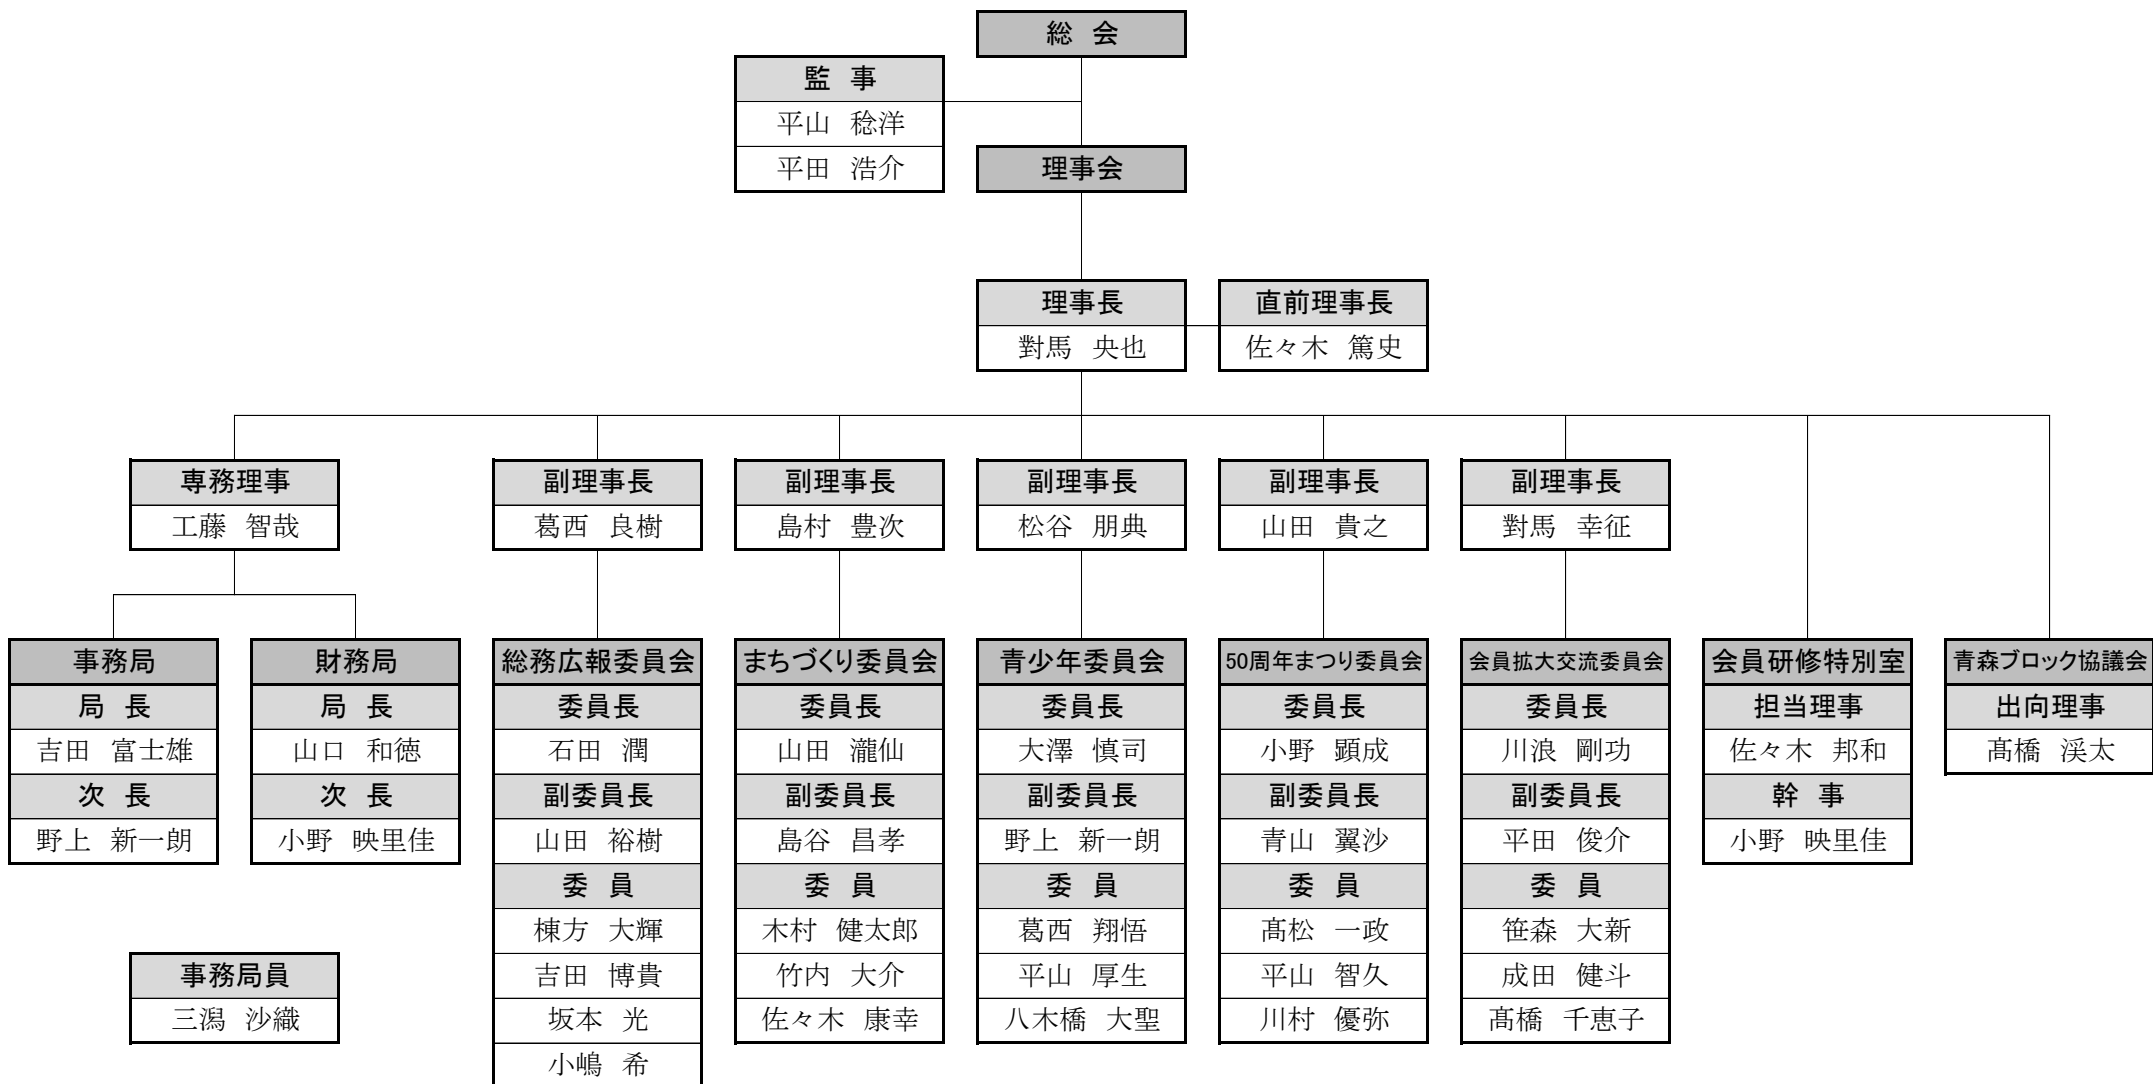 総 会
監 事
平山 稔洋
平田 浩介
理事会
理事長
對馬 央也
直前理事長
佐々木 篤史
専務理事
工藤 智哉
副理事長
葛西 良樹
副理事長
島村 豊次
副理事長
松谷 朋典
副理事長
山田 貴之
副理事長
對馬 幸征
事務局
局 長
吉田 富士雄
次 長
野上 新一朗
財務局
局 長
山口 和徳
次 長
小野 映里佳
総務広報委員会
委員長
石田 潤
副委員長
山田 裕樹
委 員
棟方 大輝
吉田 博貴
坂本 光
小嶋 希
まちづくり委員会
委員長
山田 瀧仙
副委員長
島谷 昌孝
委 員
木村 健太郎
竹内 大介
佐々木 康幸
青少年委員会
委員長
大澤 慎司
副委員長
野上 新一朗
委 員
葛西 翔悟
平山 厚生
八木橋 大聖
50周年まつり委員会
委員長
小野 顕成
副委員長
青山 翼沙
委 員
髙松 一政
平山 智久
川村 優弥
会員拡大交流委員会
委員長
川浪 剛功
副委員長
平田 俊介
委 員
笹森 大新
成田 健斗
髙橋 千恵子
会員研修特別室
担当理事
佐々木 邦和
幹 事
小野 映里佳
青森ブロック協議会
出向理事
髙橋 渓太
事務局員
三潟 沙織